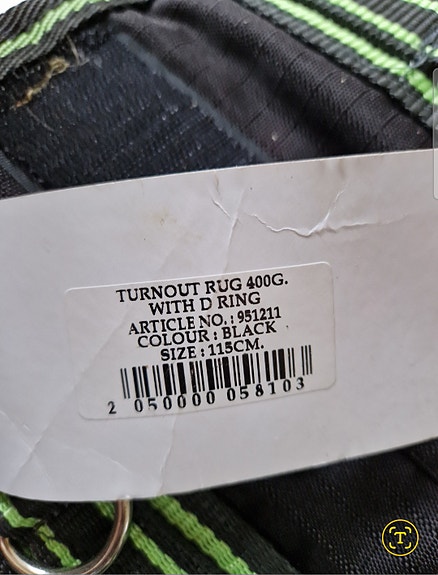 TURNOUT RUG 400G.
WITH D RING
ARTICLE NO. : 951211
COLOUR : BLACK
SIZE : 115CM.
2 050000 058103